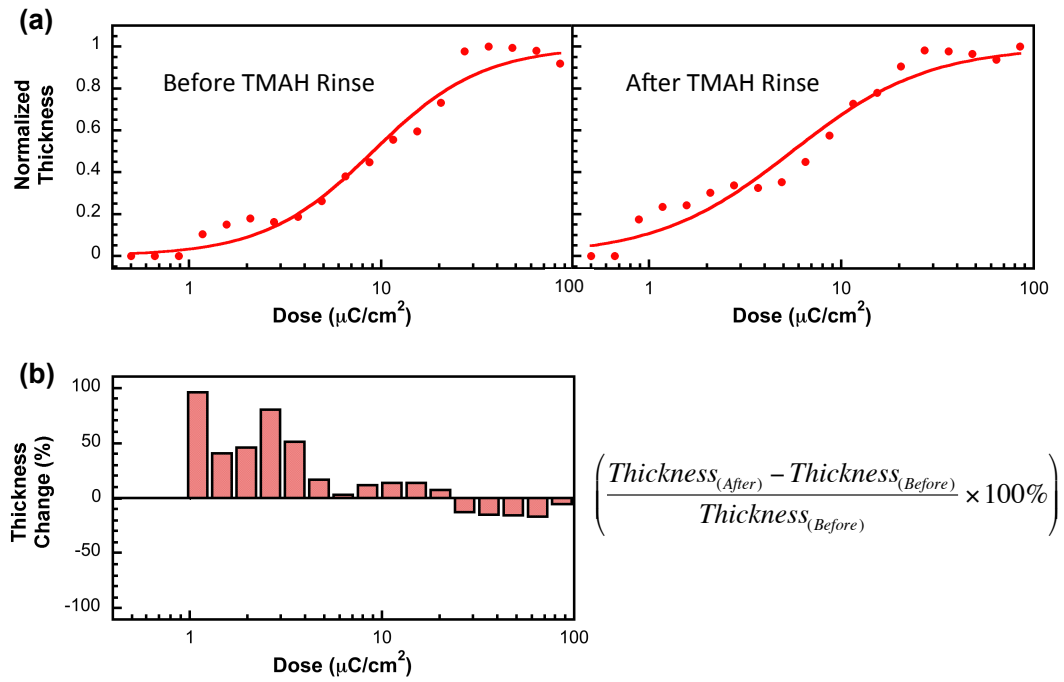 (a)
Normalized
Thickness
1
0.8
0.6
0.4
0.2
0
Before TMAH Rinse
After TMAH Rinse
1
10
100
1
10
100
Dose (μC/cm²)
Dose (μC/cm²)
(b)
Thickness
Change (%)
100
50
0
-50
-100
1
10
100
Dose (μC/cm²)
(Thickness(After) − Thickness(Before)
Thickness(Before)
×100%)